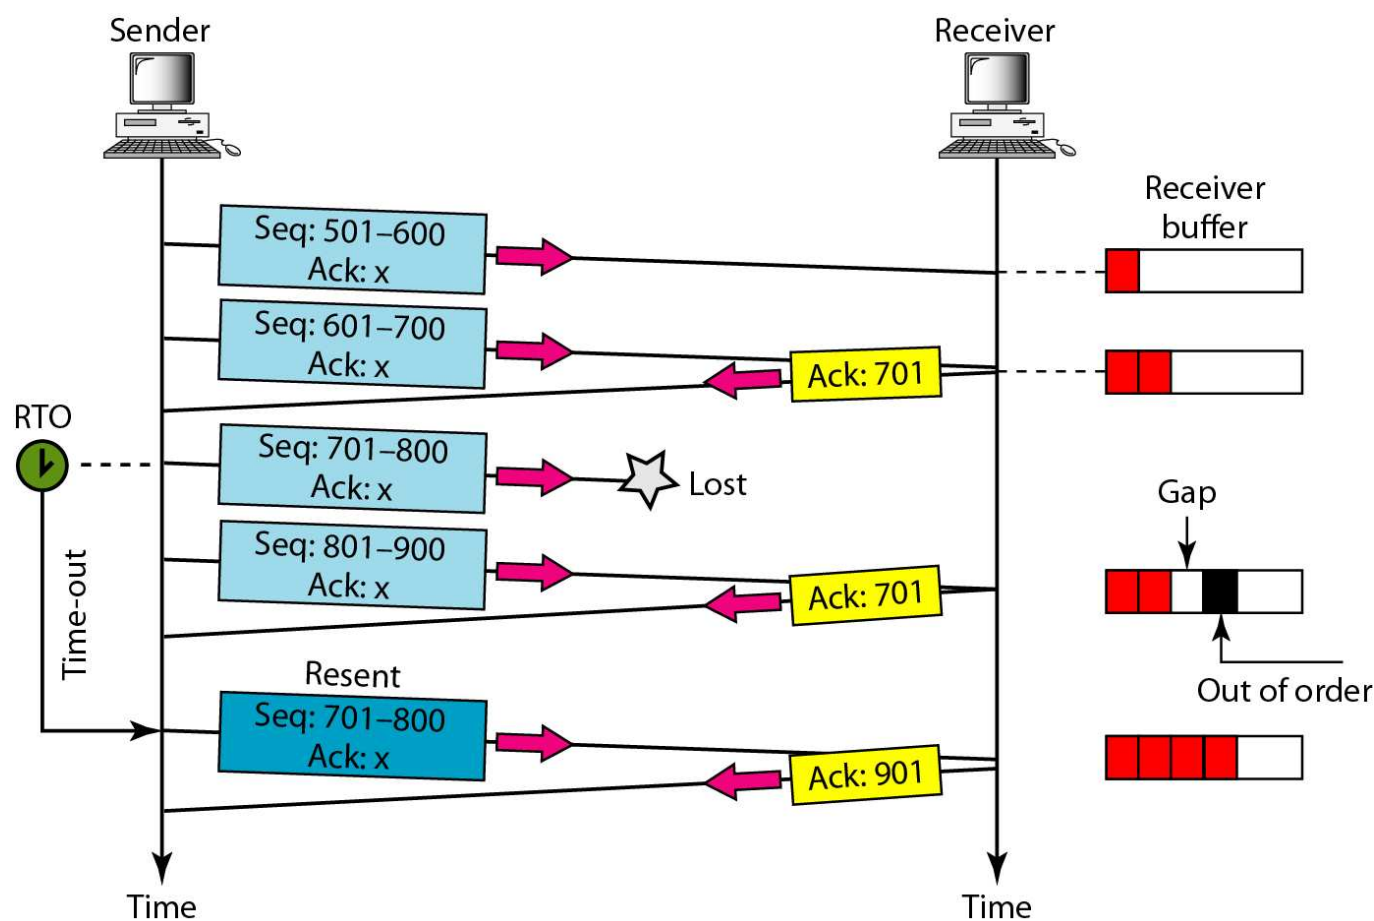 Sender
Receiver
Receiver
buffer
Seq: 501–600
Ack: x
Seq: 601–700
Ack: x
Ack: 701
RTO
Seq: 701–800
Ack: x
Lost
Gap
Time-out
Seq: 801–900
Ack: x
Ack: 701
Out of order
Resent
Seq: 701–800
Ack: x
Ack: 901
Time
Time